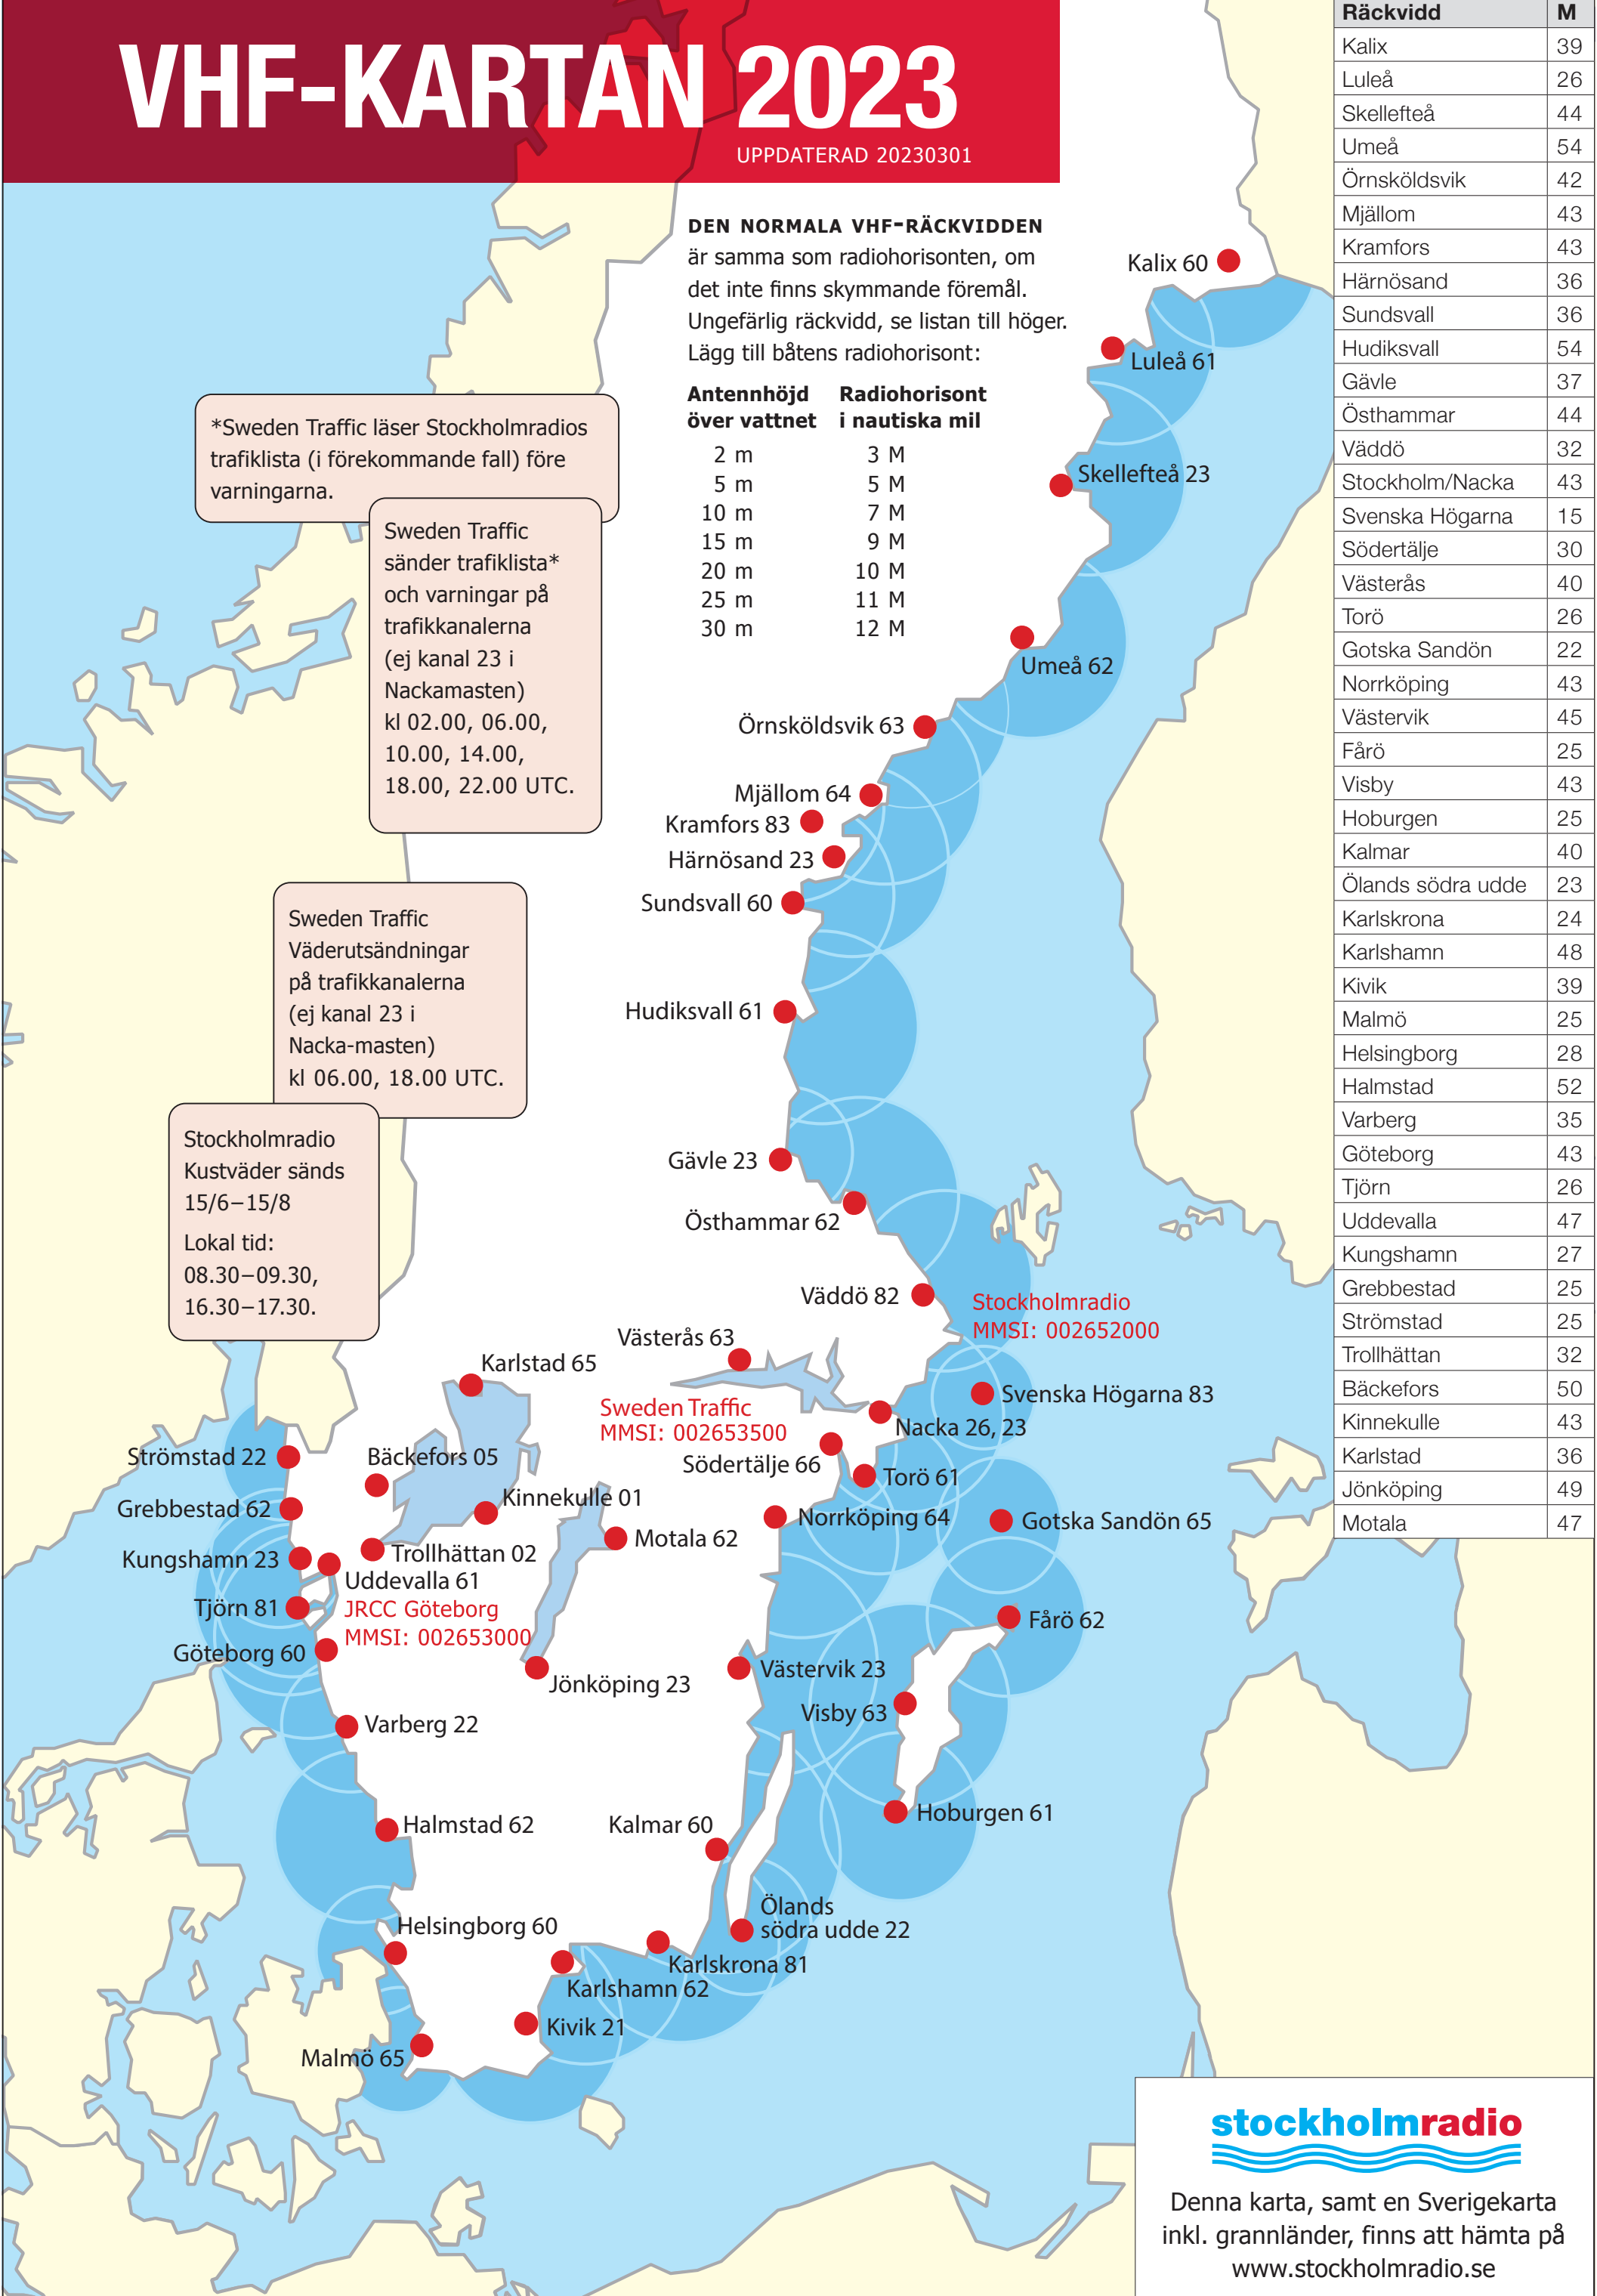 VHF-KARTAN 2023
UPPDATERAD 20230301
DEN NORMALA VHF-RÄCKVIDDEN
är samma som radiohorisonten, om
det inte finns skymmande föremål.
Ungefärlig räckvidd, se listan till höger.
Lägg till båtens radiohorisont:
Antennhöjd Radiohorisont
över vattnet i nautiska mil
2 m 3 M
5 m 5 M
10 m 7 M
15 m 9 M
20 m 10 M
25 m 11 M
30 m 12 M
*Sweden Traffic läser Stockholmradios
trafiklista (i förekommande fall) före
varningarna.
Sweden Traffic
sänder trafiklista*
och varningar på
trafikkanalerna
(ej kanal 23 i
Nackamasten)
kl 02.00, 06.00,
10.00, 14.00,
18.00, 22.00 UTC.
Sweden Traffic
Väderutsändningar
på trafikkanalerna
(ej kanal 23 i
Nacka-masten)
kl 06.00, 18.00 UTC.
Stockholmradio
Kustväder sänds
15/6–15/8
Lokal tid:
08.30–09.30,
16.30–17.30.
Kalix 60
Luleå 61
Skellefteå 23
Umeå 62
Örnsköldsvik 63
Mjällom 64
Kramfors 83
Härnösand 23
Sundsvall 60
Hudiksvall 61
Gävle 23
Östhammar 62
Väddö 82
Stockholmradio
MMSI: 002652000
Västerås 63
Karlstad 65
Svenska Högarna 83
Sweden Traffic
MMSI: 002653500
Nacka 26, 23
Strömstad 22
Bäckefors 05
Södertälje 66
Torö 61
Kinnekulle 01
Grebbestad 62
Norrköping 64
Gotska Sandön 65
Motala 62
Kungshamn 23
Trollhättan 02
Uddevalla 61
Tjörn 81
JRCC Göteborg
MMSI: 002653000
Fårö 62
Göteborg 60
Jönköping 23
Västervik 23
Visby 63
Varberg 22
Halmstad 62
Kalmar 60
Hoburgen 61
Ölands
södra udde 22
Helsingborg 60
Karlskrona 81
Karlshamn 62
Kivik 21
Malmö 65
Räckvidd M
Kalix 39
Luleå 26
Skellefteå 44
Umeå 54
Örnsköldsvik 42
Mjällom 43
Kramfors 43
Härnösand 36
Sundsvall 36
Hudiksvall 54
Gävle 37
Östhammar 44
Väddö 32
Stockholm/Nacka 43
Svenska Högarna 15
Södertälje 30
Västerås 40
Torö 26
Gotska Sandön 22
Norrköping 43
Västervik 45
Fårö 25
Visby 43
Hoburgen 25
Kalmar 40
Ölands södra udde 23
Karlskrona 24
Karlshamn 48
Kivik 39
Malmö 25
Helsingborg 28
Halmstad 52
Varberg 35
Göteborg 43
Tjörn 26
Uddevalla 47
Kungshamn 27
Grebbestad 25
Strömstad 25
Trollhättan 32
Bäckefors 50
Kinnekulle 43
Karlstad 36
Jönköping 49
Motala 47
stockholmradio
Denna karta, samt en Sverigekarta
inkl. grannländer, finns att hämta på
www.stockholmradio.se